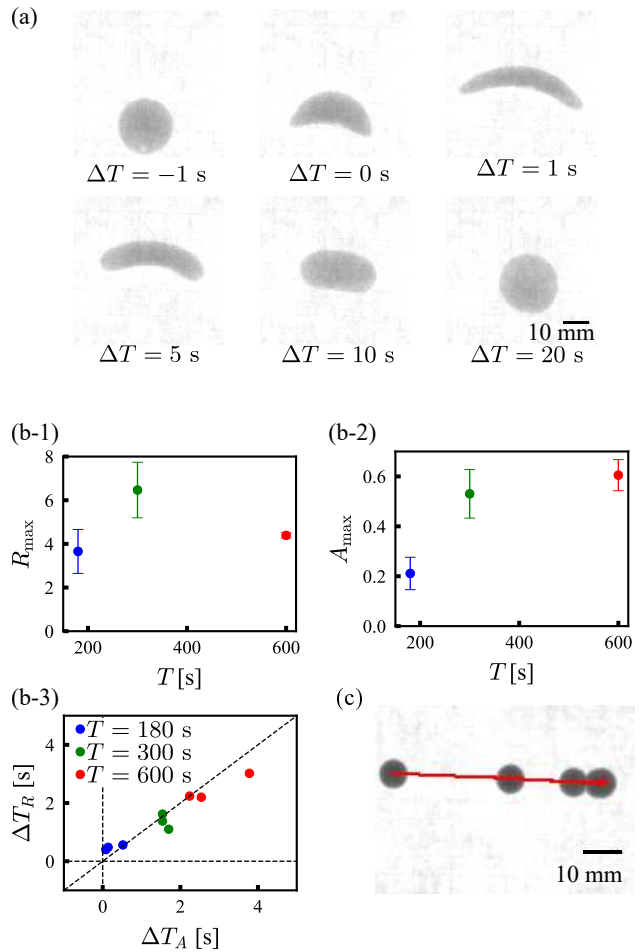 (a)
ΔT = −1 s
ΔT = 0 s
ΔT = 1 s
ΔT = 5 s
ΔT = 10 s
ΔT = 20 s
10 mm
(b-1)
8
6
4
2
0
R_max
200 400 600
T [s]
(b-2)
0.6
0.4
0.2
0.0
A_max
200 400 600
T [s]
(b-3)
T = 180 s
T = 300 s
T = 600 s
4
2
0
ΔT_R [s]
0 2 4
ΔT_A [s]
(c)
10 mm